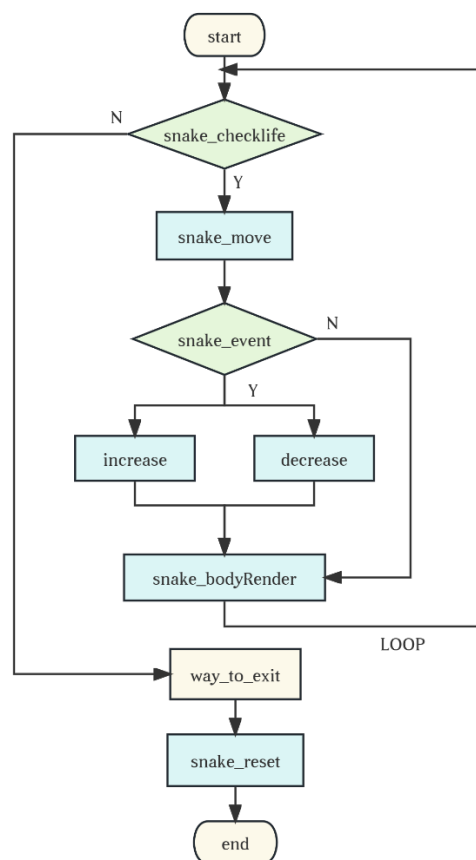 start
N
snake_checklife
Y
snake_move
snake_event
N
Y
increase
decrease
snake_bodyRender
LOOP
way_to_exit
snake_reset
end